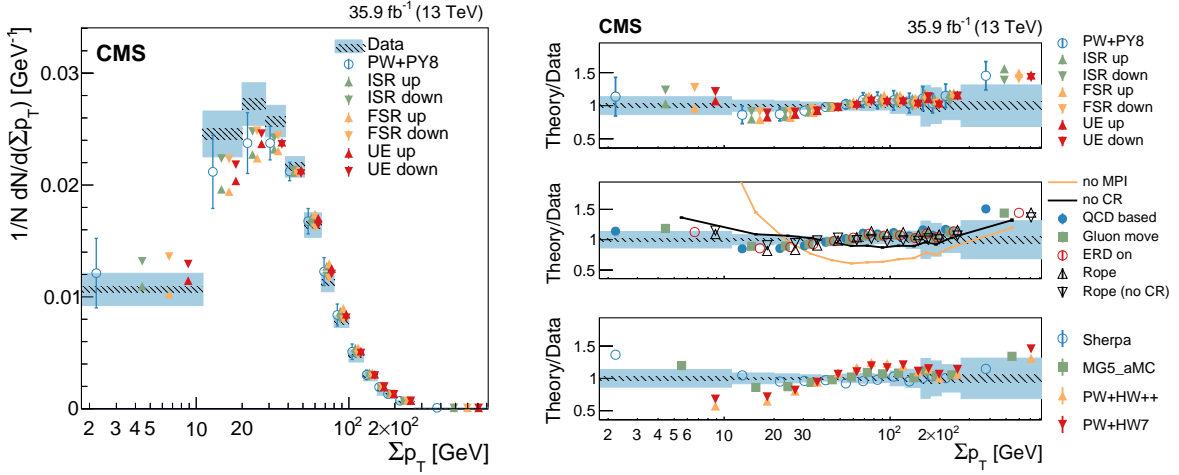 35.9 fb⁻¹ (13 TeV)
CMS
1/N dN/d(Σp_T) [GeV⁻¹]
0.04
0.03
0.02
0.01
0
Data
PW+PY8
ISR up
ISR down
FSR up
FSR down
UE up
UE down
2 3 4 5 10 20 10² 2×10²
Σp_T [GeV]
CMS 35.9 fb⁻¹ (13 TeV)
Theory/Data
1.5
1
0.5
PW+PY8
ISR up
ISR down
FSR up
FSR down
UE up
UE down
Theory/Data
1.5
1
0.5
no MPI
no CR
QCD based
Gluon move
ERD on
Rope
Rope (no CR)
Theory/Data
1.5
1
0.5
Sherpa
MG5_aMC
PW+HW++
PW+HW7
2 3 4 5 6 10 20 30 10² 2×10²
Σp_T [GeV]